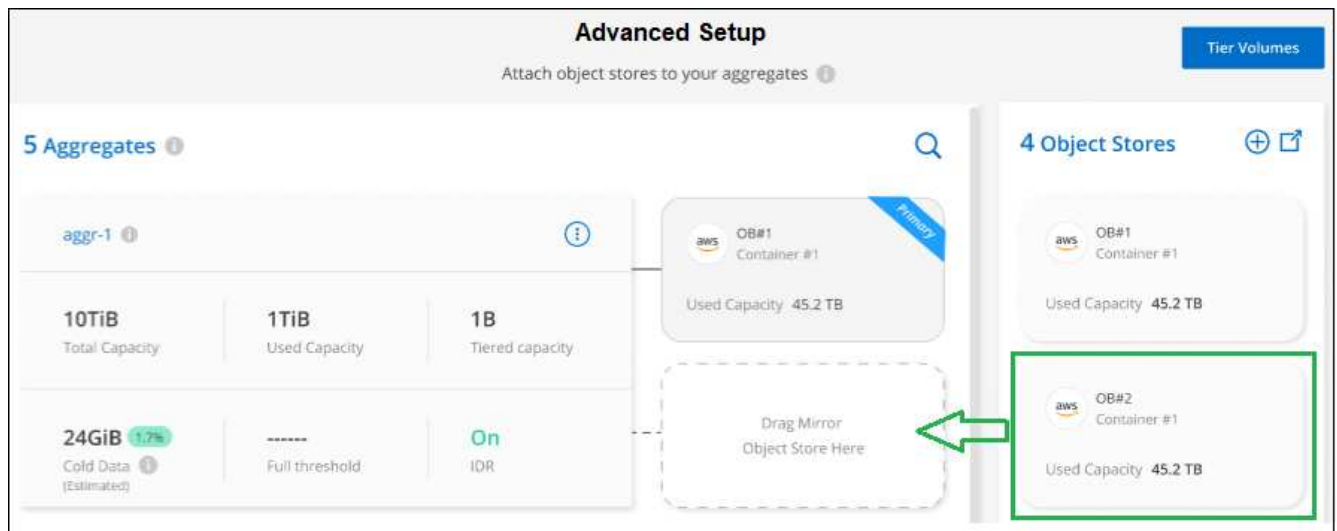 Advanced Setup
Attach object stores to your aggregates
Tier Volumes
5 Aggregates
aggr-1
10TiB
Total Capacity
1TiB
Used Capacity
1B
Tiered capacity
24GiB 1.7%
Cold Data
(Estimated)
------
Full threshold
On
IDR
Primary
aws
OB#1
Container #1
Used Capacity 45.2 TB
Drag Mirror
Object Store Here
4 Object Stores
aws
OB#1
Container #1
Used Capacity 45.2 TB
aws
OB#2
Container #1
Used Capacity 45.2 TB